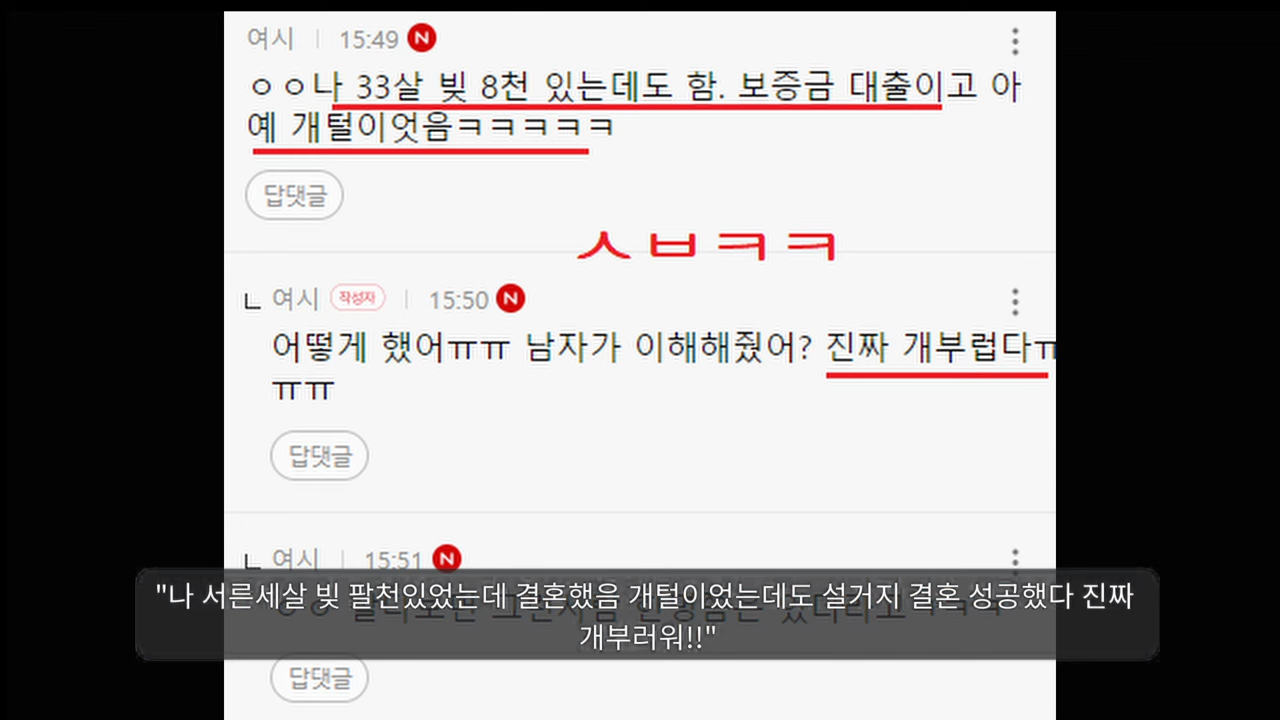 여시 | 15:49 N
ㅇㅇ나 33살 빚 8천 있는데도 함. 보증금 대출이고 아
예 개털이엇음ㅋㅋㅋㅋㅋ
답댓글
ㅅㅂㅋㅋ
ㄴ 여시 작성자 | 15:50 N
어떻게 했어ㅠㅠ 남자가 이해해줬어? 진짜 개부럽다ㅠ
ㅠㅠ
답댓글
ㄴ 여시 | 15:51 N
"나 서른세살 빚 팔천있었는데 결혼했음 개털이었는데도 설거지 결혼 성공했다 진짜
개부러워!!"
답댓글